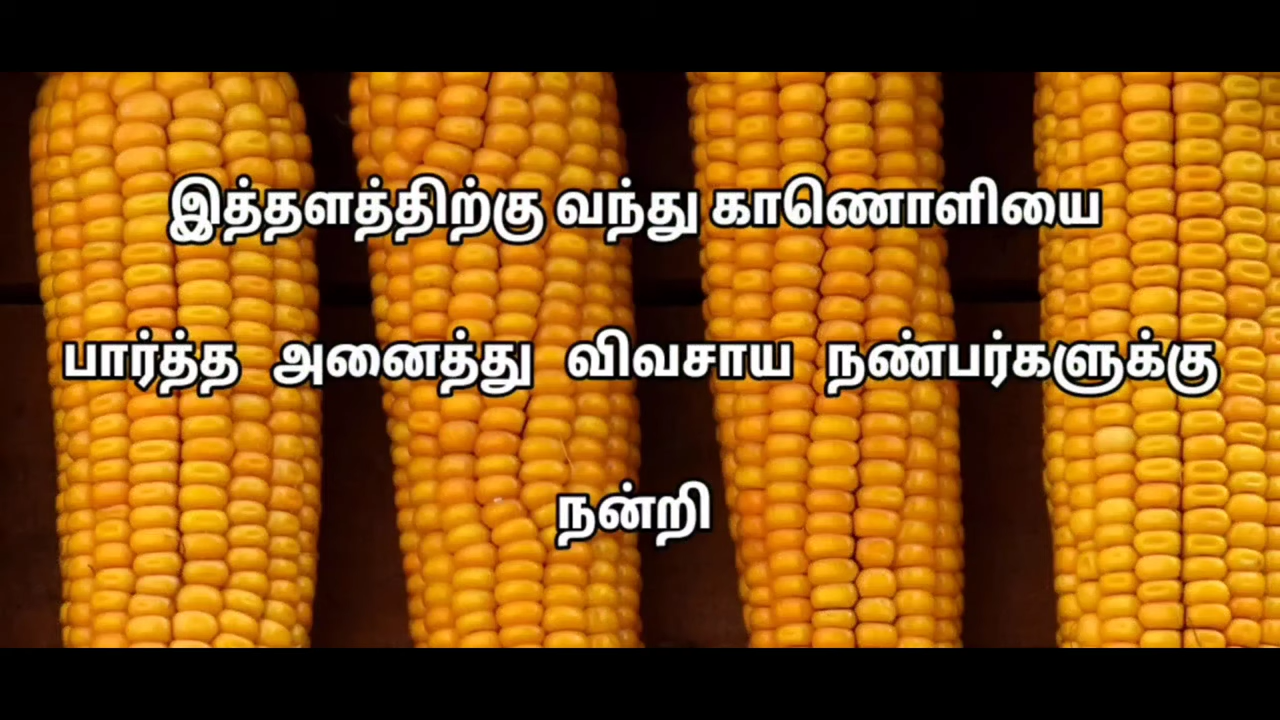 இத்தளத்திற்கு வந்து காணொளியை
பார்த்த அனைத்து விவசாய நண்பர்களுக்கு
நன்றி